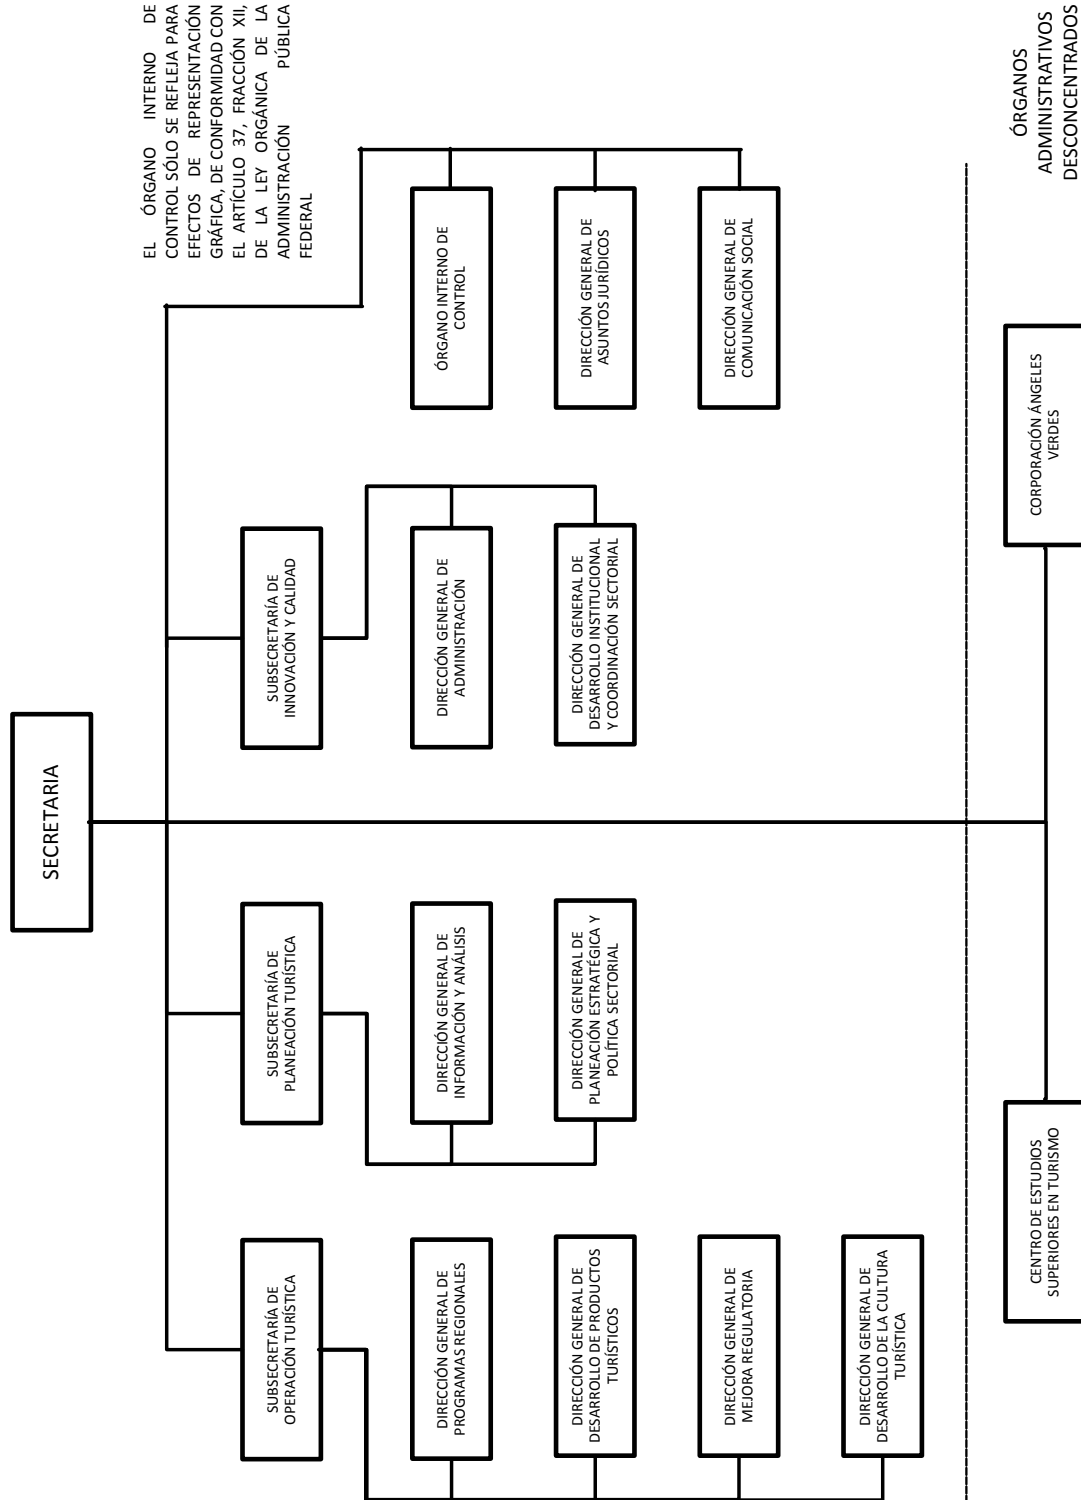 EL ÓRGANO INTERNO DE
CONTROL SÓLO SE REFLEJA PARA
EFECTOS DE REPRESENTACIÓN
GRÁFICA, DE CONFORMIDAD CON
EL ARTÍCULO 37, FRACCIÓN XII,
DE LA LEY ORGÁNICA DE LA
ADMINISTRACIÓN PÚBLICA
FEDERAL
SECRETARIA
SUBSECRETARÍA DE
OPERACIÓN TURÍSTICA
SUBSECRETARÍA DE
PLANEACIÓN TURÍSTICA
SUBSECRETARÍA DE
INNOVACIÓN Y CALIDAD
DIRECCIÓN GENERAL DE
PROGRAMAS REGIONALES
DIRECCIÓN GENERAL DE
INFORMACIÓN Y ANÁLISIS
DIRECCIÓN GENERAL DE
ADMINISTRACIÓN
ÓRGANO INTERNO DE
CONTROL
DIRECCIÓN GENERAL DE
DESARROLLO DE PRODUCTOS
TURÍSTICOS
DIRECCIÓN GENERAL DE
PLANEACIÓN ESTRATÉGICA Y
POLÍTICA SECTORIAL
DIRECCIÓN GENERAL DE
DESARROLLO INSTITUCIONAL
Y COORDINACIÓN SECTORIAL
DIRECCIÓN GENERAL DE
ASUNTOS JURÍDICOS
DIRECCIÓN GENERAL DE
MEJORA REGULATORIA
DIRECCIÓN GENERAL DE
COMUNICACIÓN SOCIAL
DIRECCIÓN GENERAL DE
DESARROLLO DE LA CULTURA
TURÍSTICA
ÓRGANOS
ADMINISTRATIVOS
DESCONCENTRADOS
CENTRO DE ESTUDIOS
SUPERIORES EN TURISMO
CORPORACIÓN ÁNGELES
VERDES